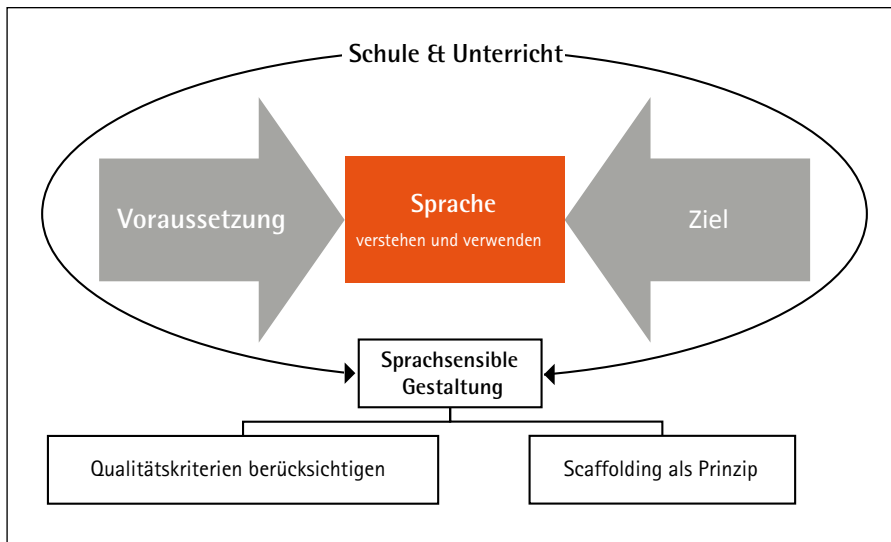 Schule & Unterricht
Voraussetzung
Sprache
verstehen und verwenden
Ziel
Sprachsensible
Gestaltung
Qualitätskriterien berücksichtigen
Scaffolding als Prinzip